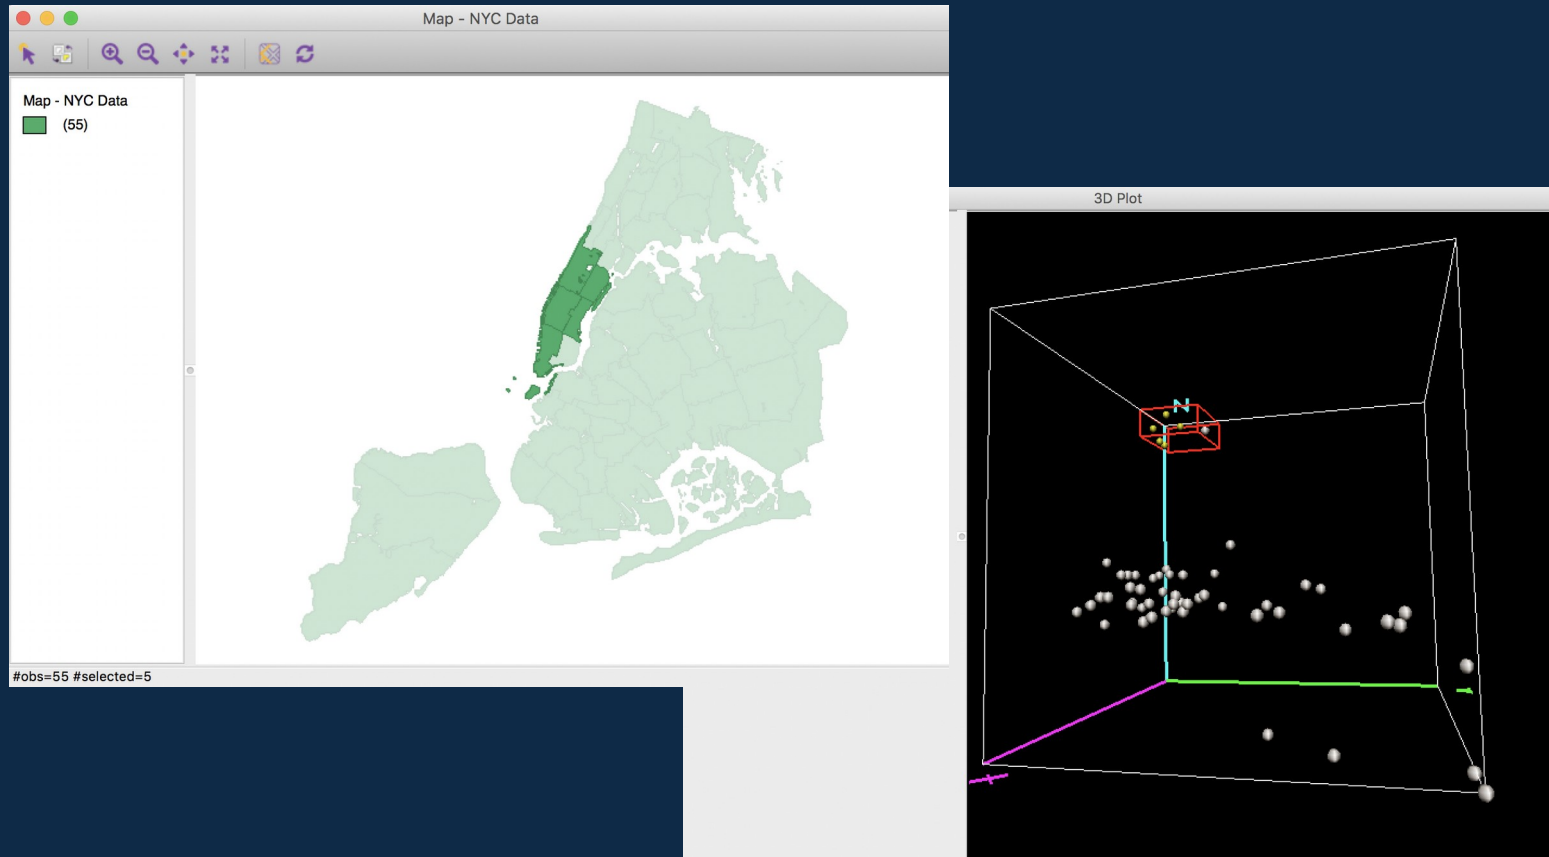 Map - NYC Data
Map - NYC Data
(55)
#obs=55 #selected=5
3D Plot
Z